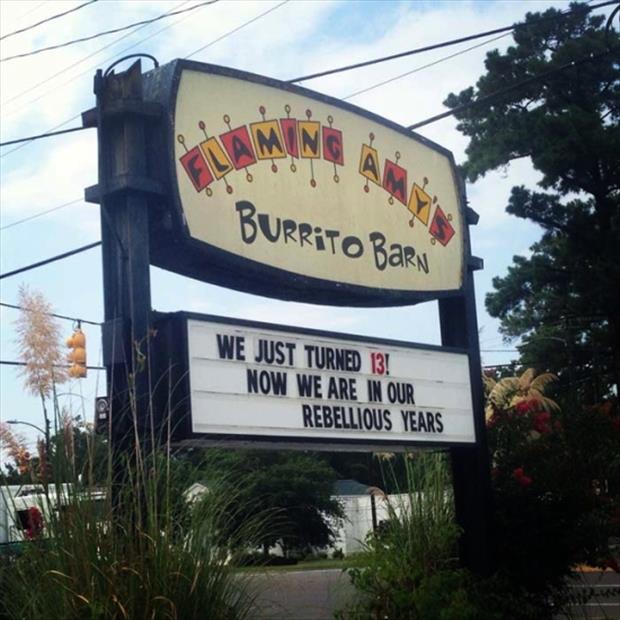 FLAMING AMY'S
BURRiTO BARN
WE JUST TURNED 13!
NOW WE ARE IN OUR
REBELLIOUS YEARS